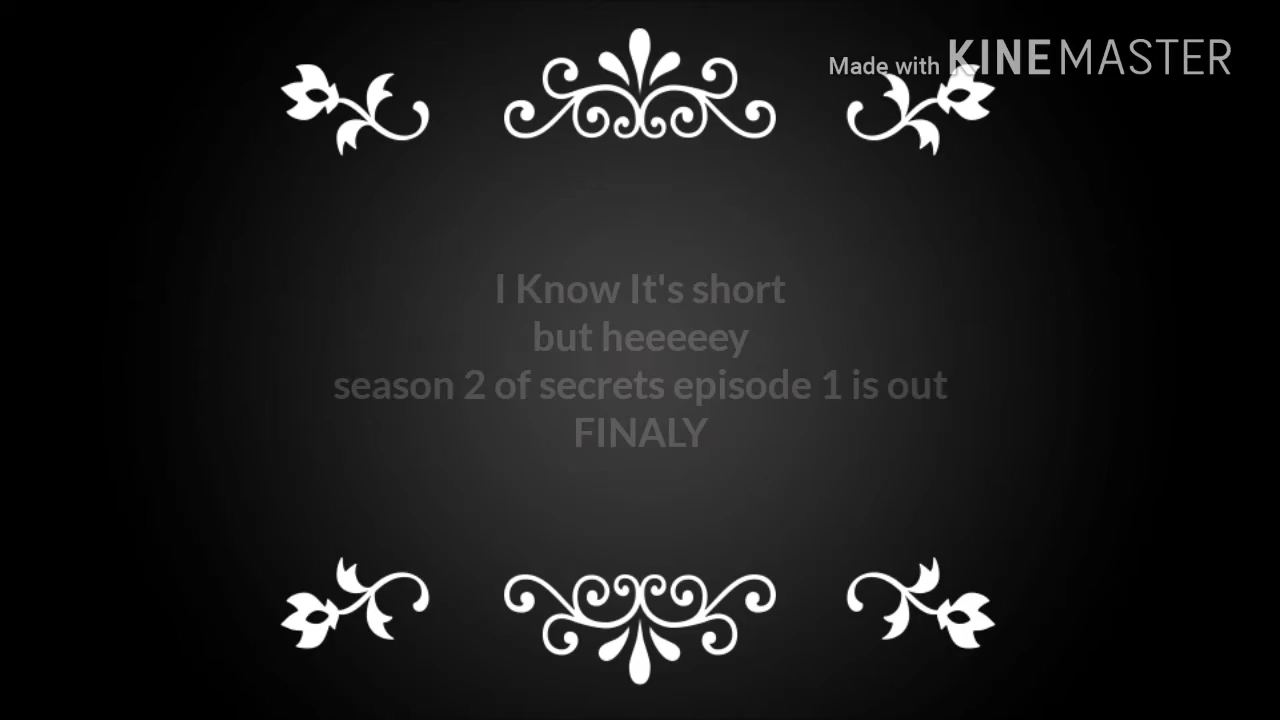 Made with KINEMASTER
I Know It's short
but heeeeey
season 2 of secrets episode 1 is out
FINALY